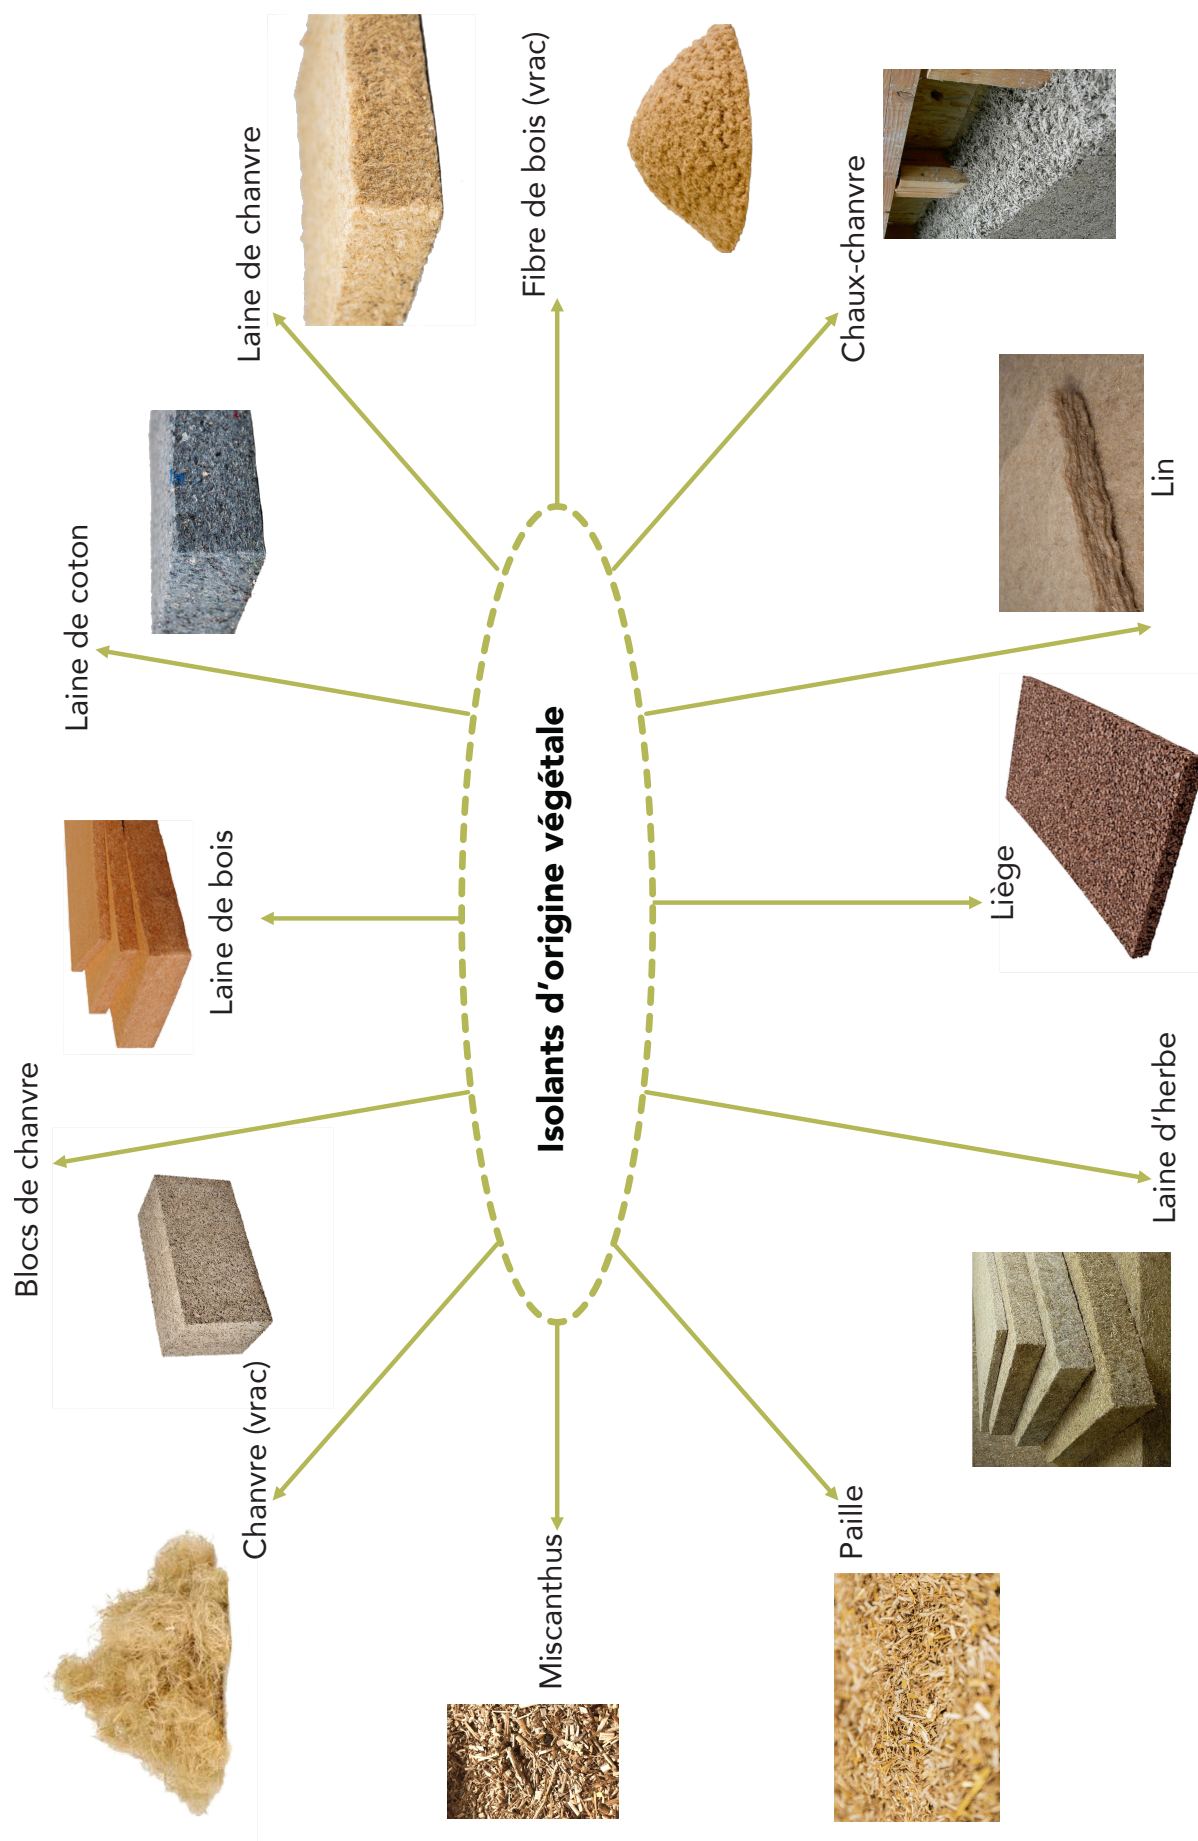 Blocs de chanvre
Laine de bois
Laine de coton
Chanvre (vrac)
Laine de chanvre
Miscanthus
Isolants d’origine végétale
Fibre de bois (vrac)
Paille
Chaux-chanvre
Liège
Laine d’herbe
Lin